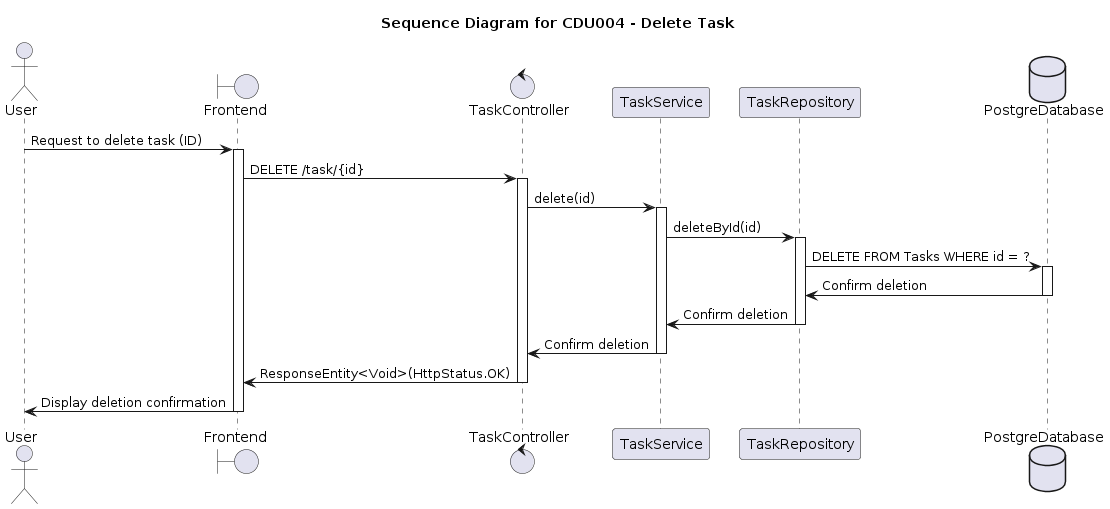 Sequence Diagram for CDU004 - Delete Task
User
Frontend
TaskController
TaskService
TaskRepository
PostgreDatabase
Request to delete task (ID)
DELETE /task/{id}
delete(id)
deleteById(id)
DELETE FROM Tasks WHERE id = ?
Confirm deletion
Confirm deletion
Confirm deletion
ResponseEntity<Void>(HttpStatus.OK)
Display deletion confirmation
User
Frontend
TaskController
TaskService
TaskRepository
PostgreDatabase